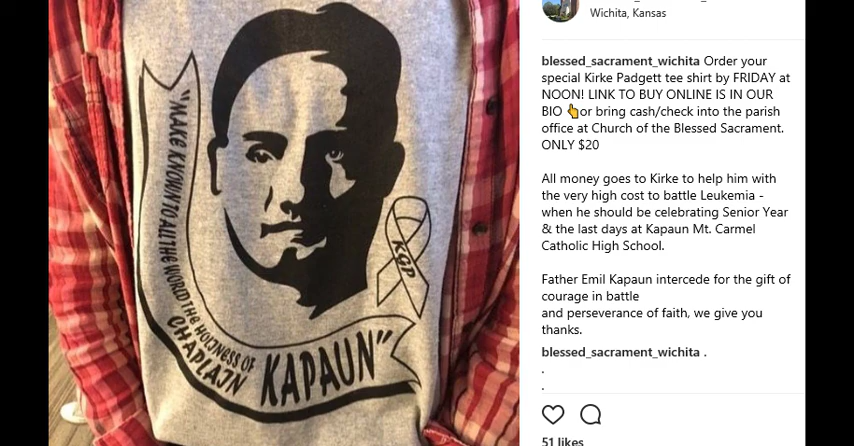 "MAKE KNOWN TO ALL THE WORLD THE HOLINESS OF
CHAPLAIN
KAPAUN"
KGP
Wichita, Kansas
blessed_sacrament_wichita Order your
special Kirke Padgett tee shirt by FRIDAY at
NOON! LINK TO BUY ONLINE IS IN OUR
BIO 👆or bring cash/check into the parish
office at Church of the Blessed Sacrament.
ONLY $20
All money goes to Kirke to help him with
the very high cost to battle Leukemia -
when he should be celebrating Senior Year
& the last days at Kapaun Mt. Carmel
Catholic High School.
Father Emil Kapaun intercede for the gift of
courage in battle
and perseverance of faith, we give you
thanks.
blessed_sacrament_wichita .
.
.
51 likes